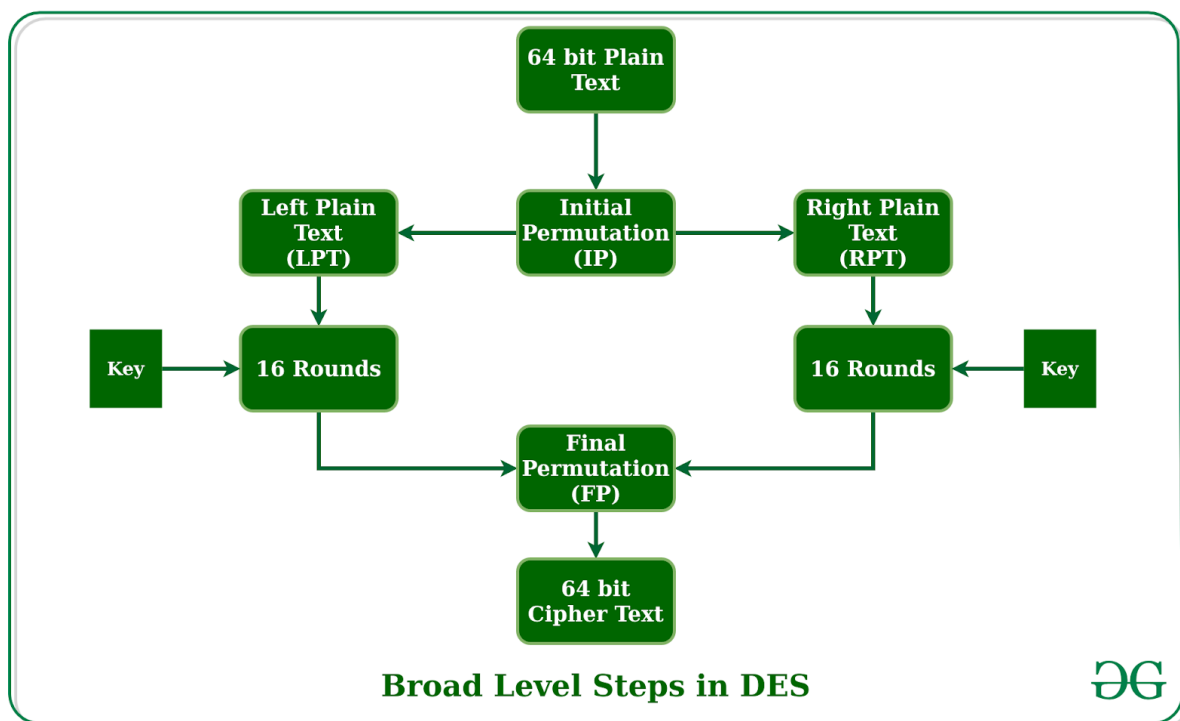 64 bit Plain
Text
Left Plain
Text
(LPT)
Initial
Permutation
(IP)
Right Plain
Text
(RPT)
Key
16 Rounds
16 Rounds
Key
Final
Permutation
(FP)
64 bit
Cipher Text
Broad Level Steps in DES